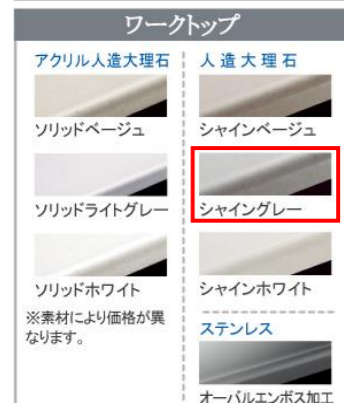 ワークトップ
アクリル人造大理石
ソリッドベージュ
ソリッドライトグレー
ソリッドホワイト
※素材により価格が異
なります。
人造大理石
シャインベージュ
シャイングレー
シャインホワイト
ステンレス
オーバルエンボス加工